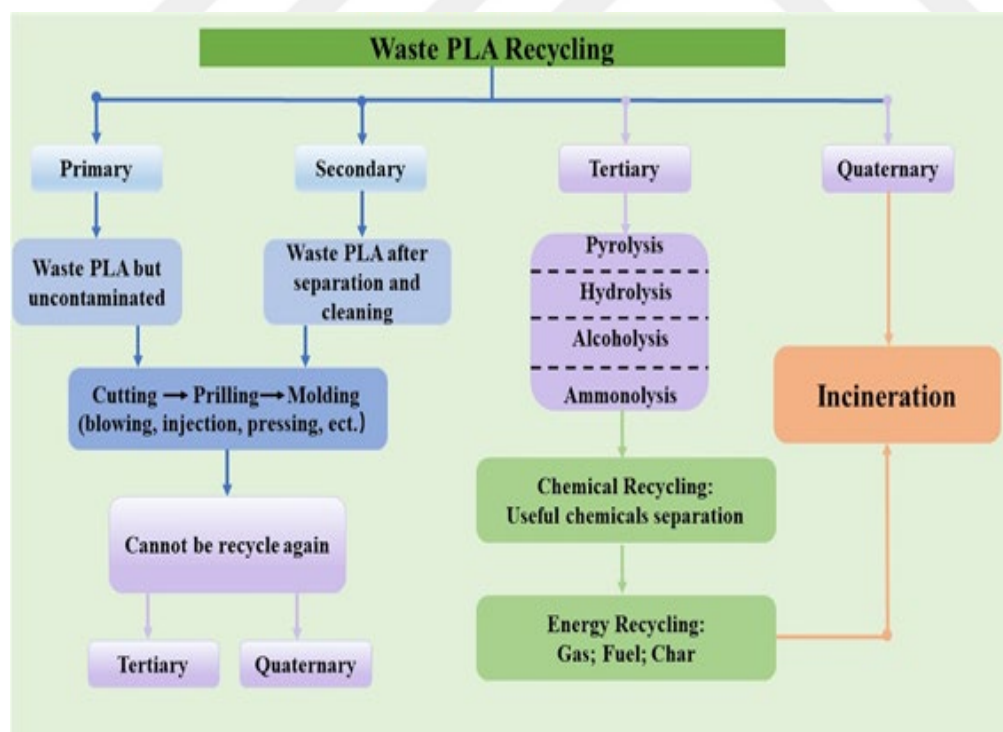 Waste PLA Recycling
Primary
Secondary
Tertiary
Quaternary
Waste PLA but
uncontaminated
Waste PLA after
separation and
cleaning
Pyrolysis
Hydrolysis
Alcoholysis
Ammonolysis
Cutting → Prilling → Molding
(blowing, injection, pressing, ect.)
Incineration
Chemical Recycling:
Useful chemicals separation
Cannot be recycle again
Energy Recycling:
Gas; Fuel; Char
Tertiary
Quaternary